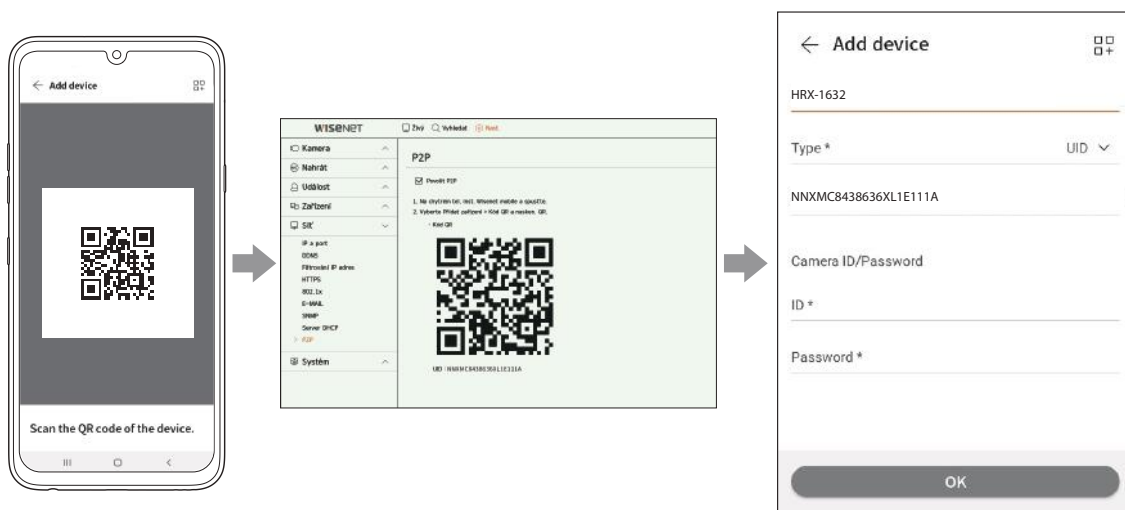 ← Add device
Scan the QR code of the device.
WISENET
Živý Vyhledat Nast.
Kamera
Nahrát
Událost
Zařízení
Síť
IP a port
DDNS
Filtrování IP adres
HTTPS
802.1x
E-MAIL
SNMP
Server DHCP
> P2P
Systém
P2P
Povolit P2P
1. Na chytrém tel. inst. Wisenet mobile a spusťte.
2. Vyberte Přidat zařízení > Kód QR a nasken. QR.
- Kód QR
UID : NNXMC8438636XL1E111A
← Add device
HRX-1632
Type *
UID
NNXMC8438636XL1E111A
Camera ID/Password
ID *
Password *
OK